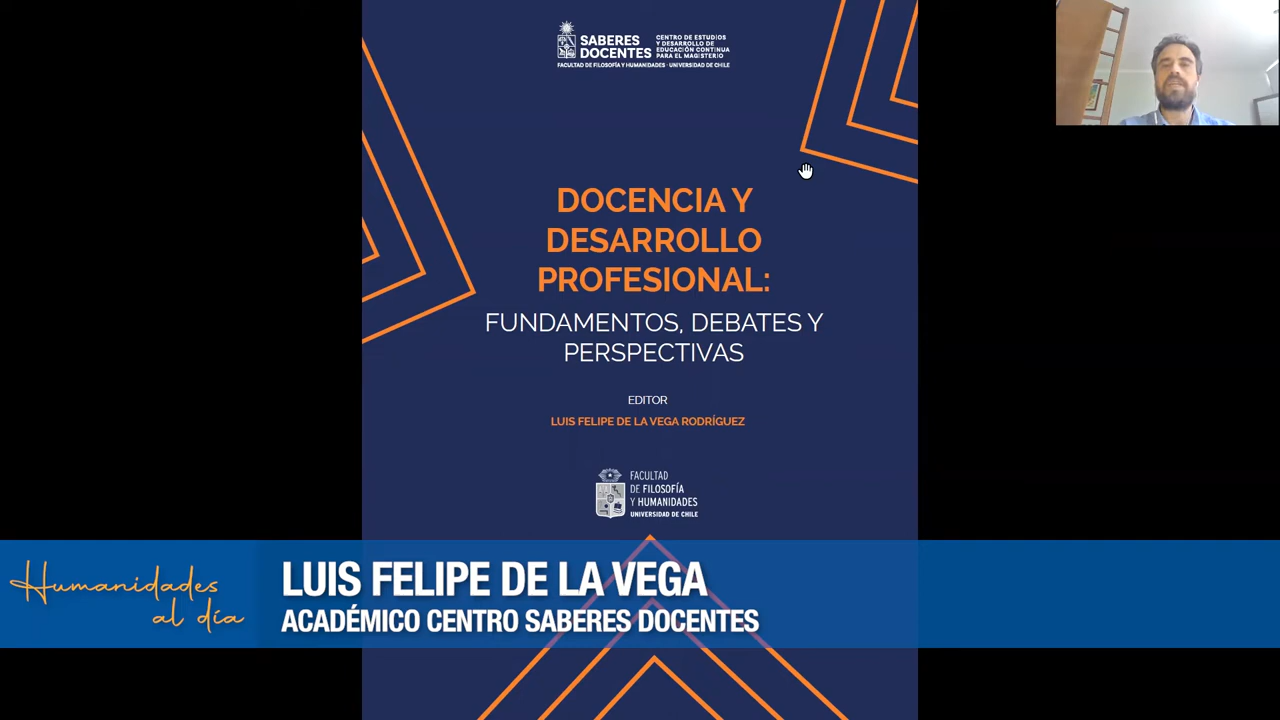 SABERES
DOCENTES
CENTRO DE ESTUDIOS
Y DESARROLLO DE
EDUCACIÓN CONTINUA
PARA EL MAGISTERIO
FACULTAD DE FILOSOFÍA Y HUMANIDADES · UNIVERSIDAD DE CHILE
DOCENCIA Y
DESARROLLO
PROFESIONAL:
FUNDAMENTOS, DEBATES Y
PERSPECTIVAS
EDITOR
LUIS FELIPE DE LA VEGA RODRÍGUEZ
FACULTAD
DE FILOSOFÍA
Y HUMANIDADES
UNIVERSIDAD DE CHILE
Humanidades
al día
LUIS FELIPE DE LA VEGA
ACADÉMICO CENTRO SABERES DOCENTES